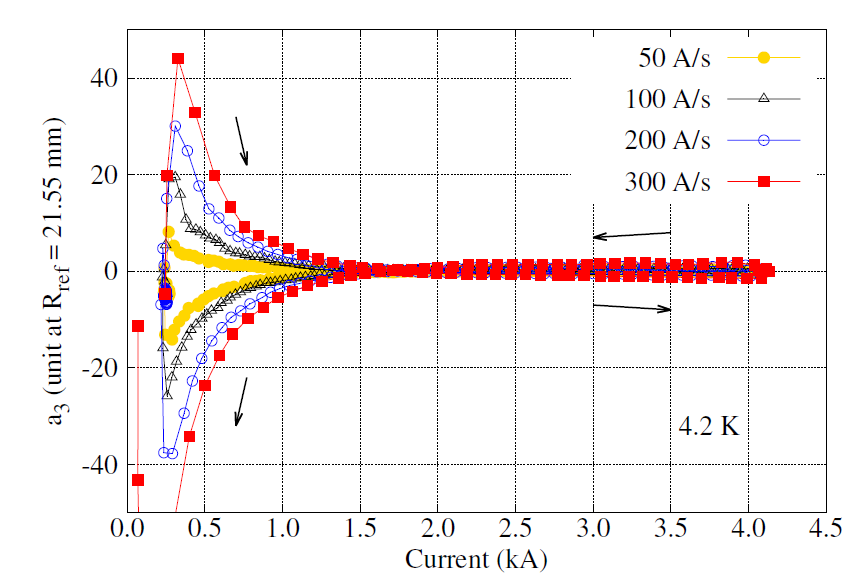 50 A/s
100 A/s
200 A/s
300 A/s
4.2 K
40
20
0
-20
-40
0.0 0.5 1.0 1.5 2.0 2.5 3.0 3.5 4.0 4.5
Current (kA)
a3 (unit at Rref = 21.55 mm)